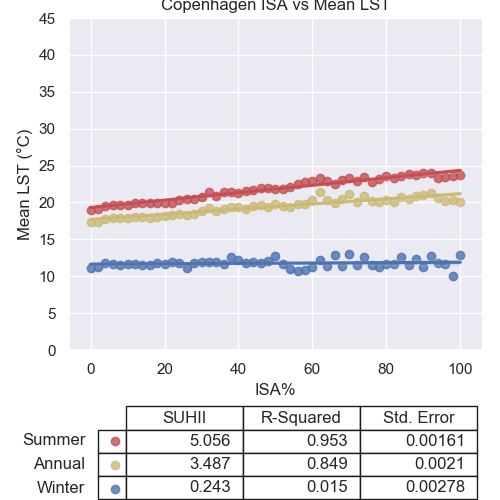 Copenhagen ISA vs Mean LST
45
40
35
30
25
20
15
10
5
0
Mean LST (°C)
0 20 40 60 80 100
ISA%
SUHII R-Squared Std. Error
Summer 5.056 0.953 0.00161
Annual 3.487 0.849 0.0021
Winter 0.243 0.015 0.00278